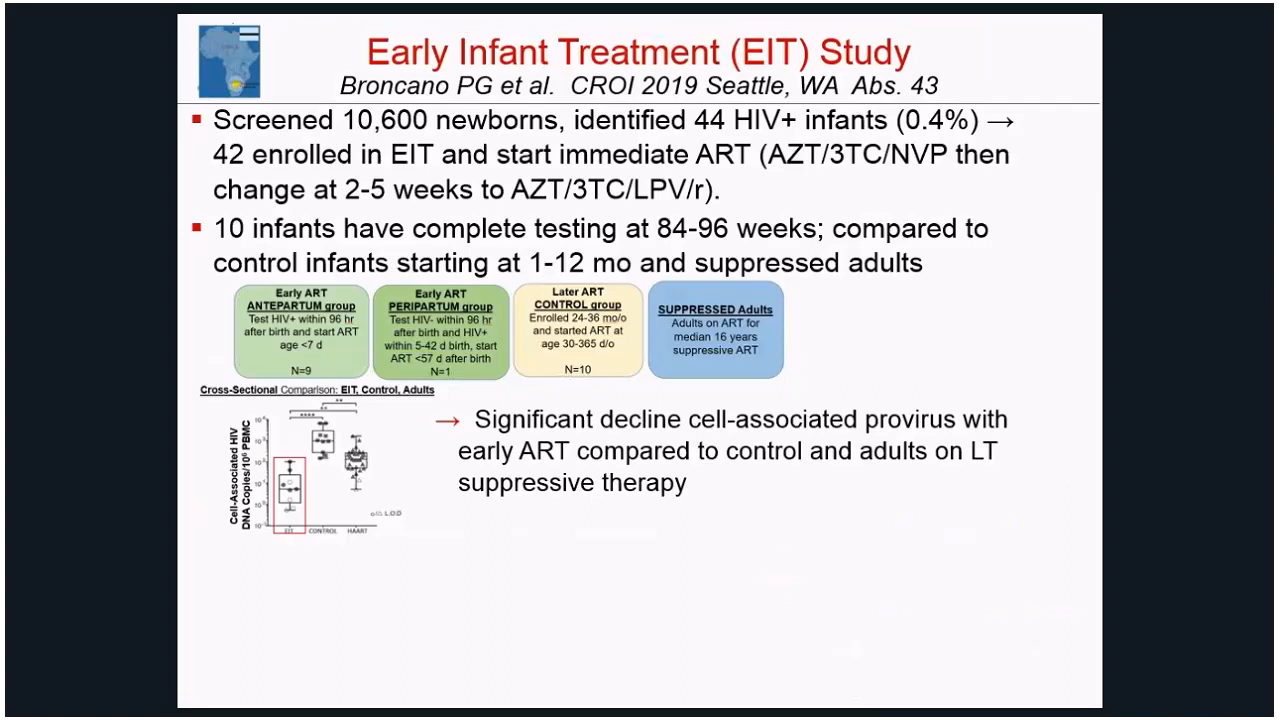 Early Infant Treatment (EIT) Study
Broncano PG et al. CROI 2019 Seattle, WA Abs. 43
▪ Screened 10,600 newborns, identified 44 HIV+ infants (0.4%) →
42 enrolled in EIT and start immediate ART (AZT/3TC/NVP then
change at 2-5 weeks to AZT/3TC/LPV/r).
▪ 10 infants have complete testing at 84-96 weeks; compared to
control infants starting at 1-12 mo and suppressed adults
Early ART
ANTEPARTUM group
Test HIV+ within 96 hr
after birth and start ART
age <7 d
N=9
Early ART
PERIPARTUM group
Test HIV- within 96 hr
after birth and HIV+
within 5-42 d birth, start
ART <57 d after birth
N=1
Later ART
CONTROL group
Enrolled 24-36 mo/o
and started ART at
age 30-365 d/o
N=10
SUPPRESSED Adults
Adults on ART for
median 16 years
suppressive ART
Cross-Sectional Comparison: EIT, Control, Adults
**
**
****
Cell-Associated HIV
DNA Copies/10⁶ PBMC
L.O.D
EIT CONTROL HAART
→ Significant decline cell-associated provirus with
early ART compared to control and adults on LT
suppressive therapy